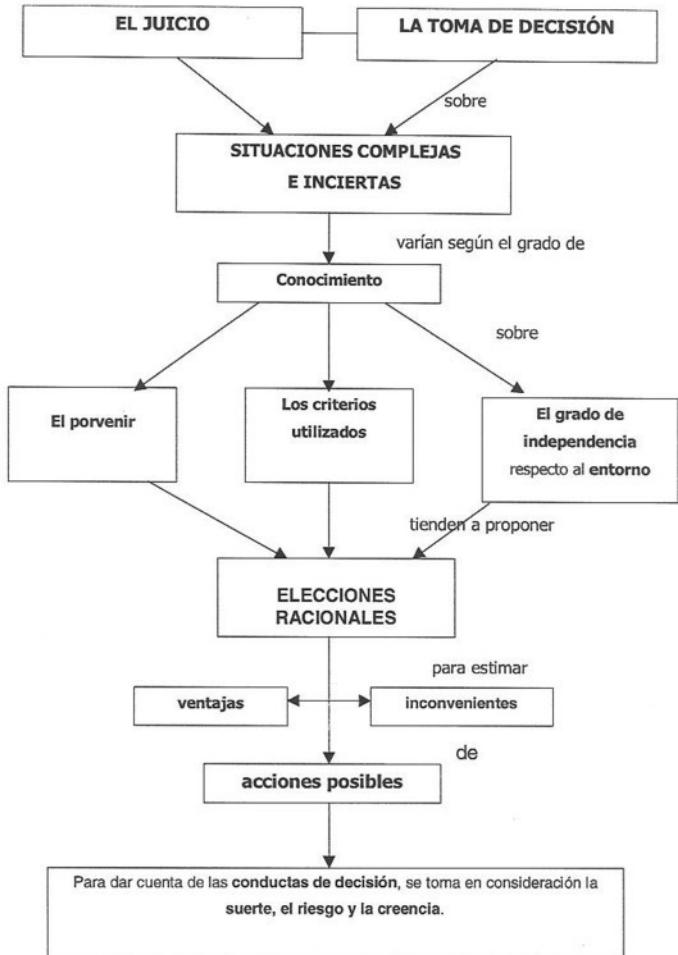 EL JUICIO
LA TOMA DE DECISIÓN
sobre
SITUACIONES COMPLEJAS
E INCIERTAS
varían según el grado de
Conocimiento
sobre
El porvenir
Los criterios
utilizados
El grado de
independencia
respecto al entorno
tienden a proponer
ELECCIONES
RACIONALES
para estimar
ventajas
inconvenientes
de
acciones posibles
Para dar cuenta de las conductas de decisión, se toma en consideración la
suerte, el riesgo y la creencia.